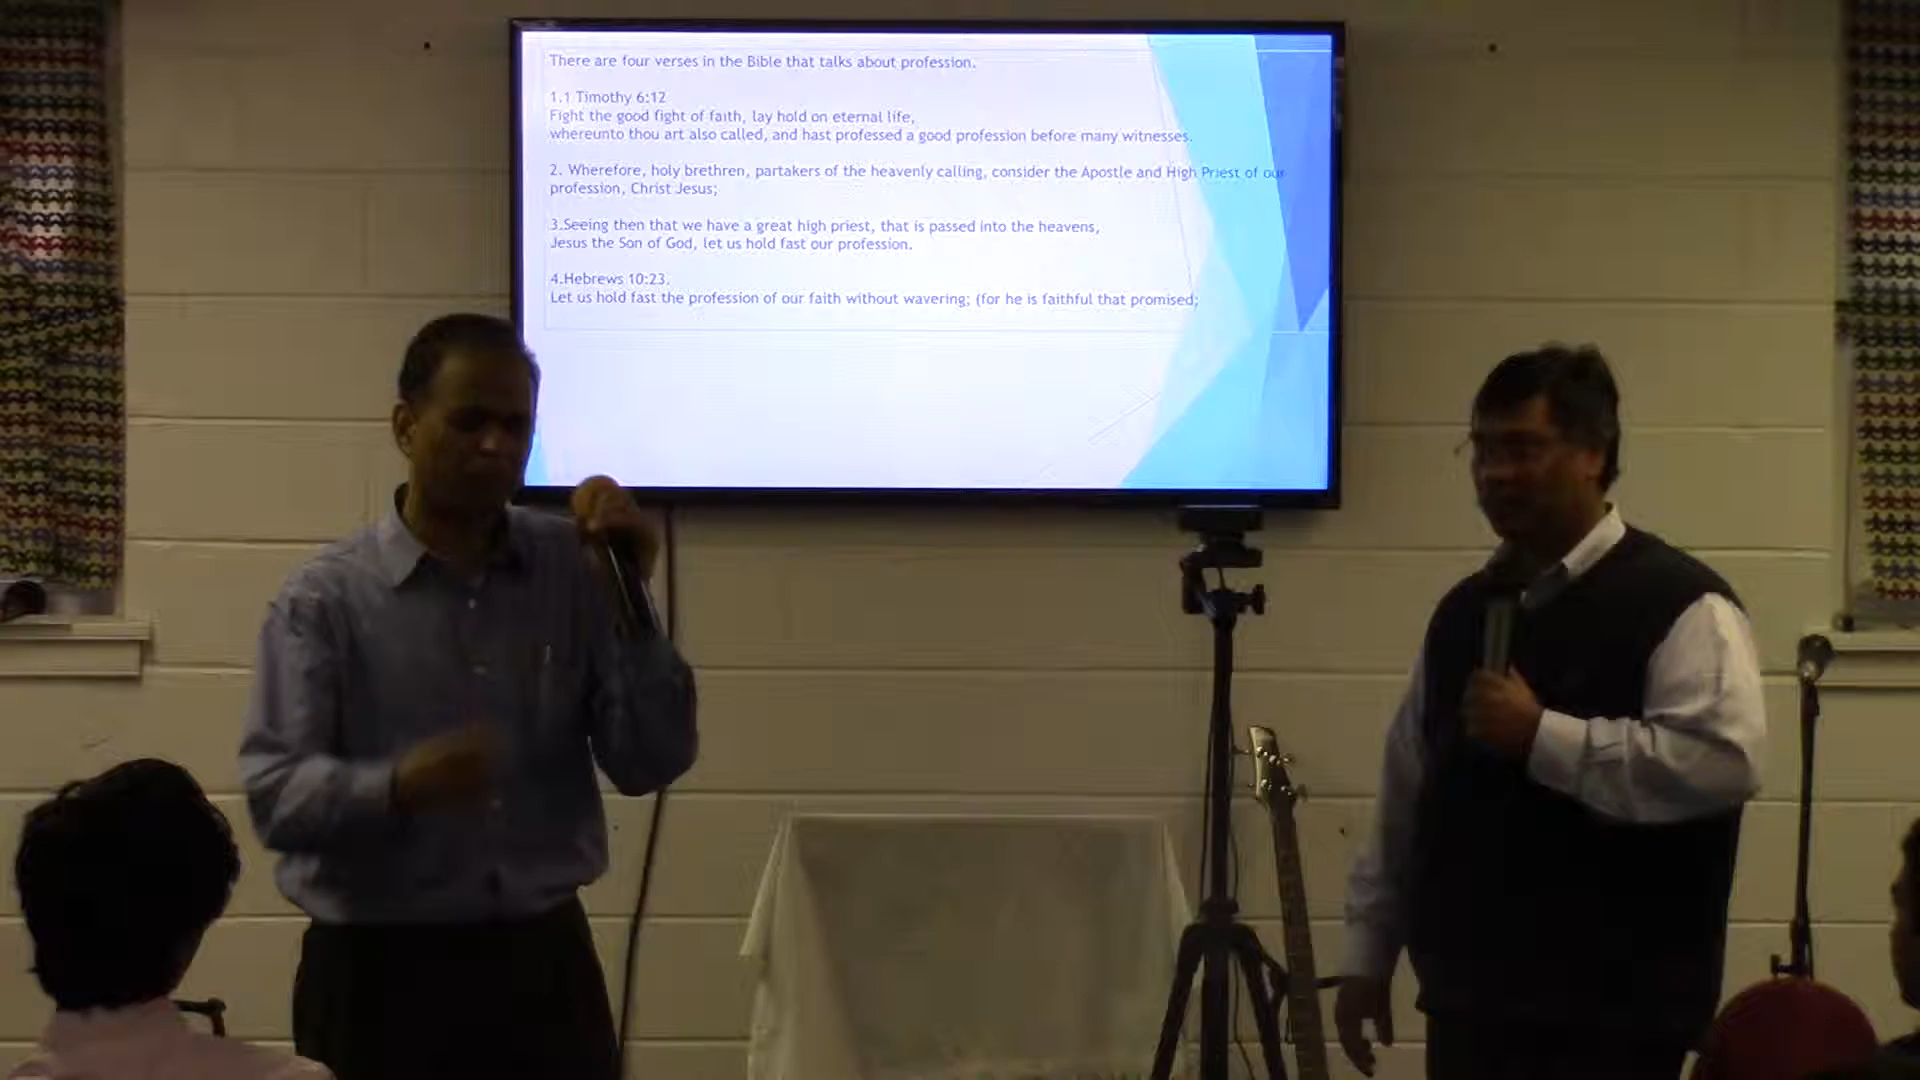 There are four verses in the Bible that talks about profession.
1.1 Timothy 6:12
Fight the good fight of faith, lay hold on eternal life,
whereunto thou art also called, and hast professed a good profession before many witnesses.
2. Wherefore, holy brethren, partakers of the heavenly calling, consider the Apostle and High Priest of our
profession, Christ Jesus;
3.Seeing then that we have a great high priest, that is passed into the heavens,
Jesus the Son of God, let us hold fast our profession.
4.Hebrews 10:23.
Let us hold fast the profession of our faith without wavering; (for he is faithful that promised;